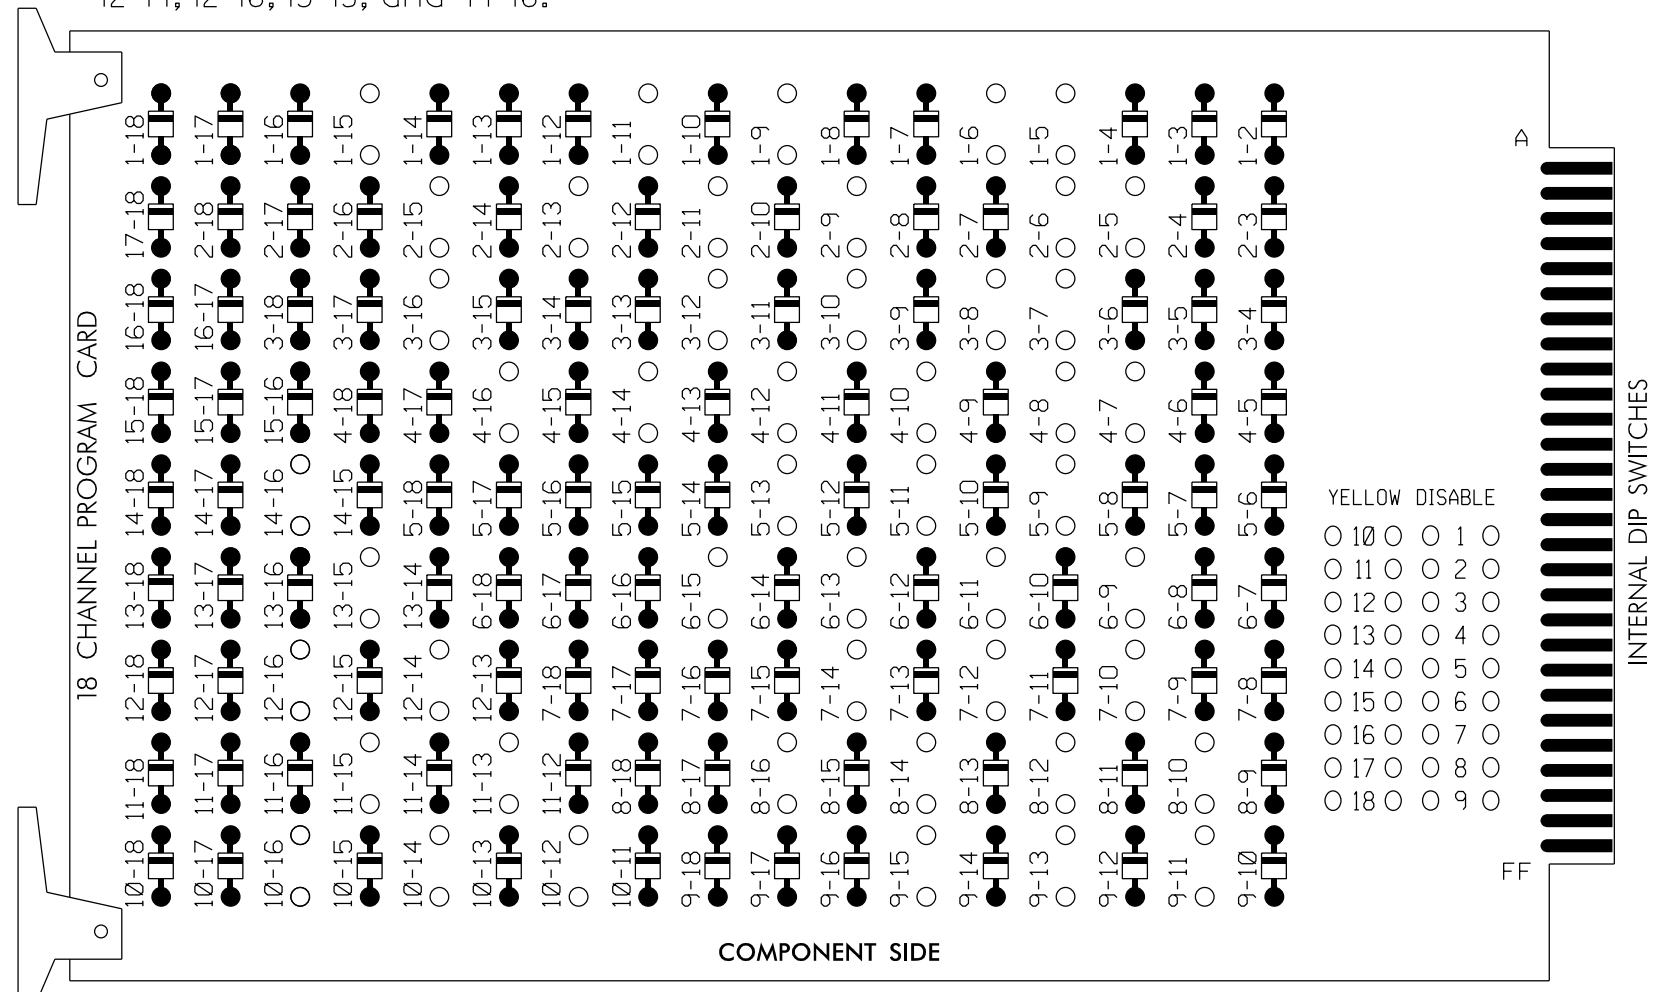 12-14, 12-16, 13-15, and 14-16.
1-18 1-17 1-16 1-15 1-14 1-13 1-12 1-11 1-10 1-9 1-8 1-7 1-6 1-5 1-4 1-3 1-2
A
17-18 2-18 2-17 2-16 2-15 2-14 2-13 2-12 2-11 2-10 2-9 2-8 2-7 2-6 2-5 2-4 2-3
16-18 16-17 3-18 3-17 3-16 3-15 3-14 3-13 3-12 3-11 3-10 3-9 3-8 3-7 3-6 3-5 3-4
15-18 15-17 15-16 4-18 4-17 4-16 4-15 4-14 4-13 4-12 4-11 4-10 4-9 4-8 4-7 4-6 4-5
14-18 14-17 14-16 14-15 5-18 5-17 5-16 5-15 5-14 5-13 5-12 5-11 5-10 5-9 5-8 5-7 5-6
13-18 13-17 13-16 13-15 13-14 6-18 6-17 6-16 6-15 6-14 6-13 6-12 6-11 6-10 6-9 6-8 6-7
12-18 12-17 12-16 12-15 12-14 12-13 7-18 7-17 7-16 7-15 7-14 7-13 7-12 7-11 7-10 7-9 7-8
11-18 11-17 11-16 11-15 11-14 11-13 11-12 8-18 8-17 8-16 8-15 8-14 8-13 8-12 8-11 8-10 8-9
10-18 10-17 10-16 10-15 10-14 10-13 10-12 10-11 9-18 9-17 9-16 9-15 9-14 9-13 9-12 9-11 9-10
18 CHANNEL PROGRAM CARD
YELLOW DISABLE
10 1
11 2
12 3
13 4
14 5
15 6
16 7
17 8
18 9
FF
INTERNAL DIP SWITCHES
COMPONENT SIDE